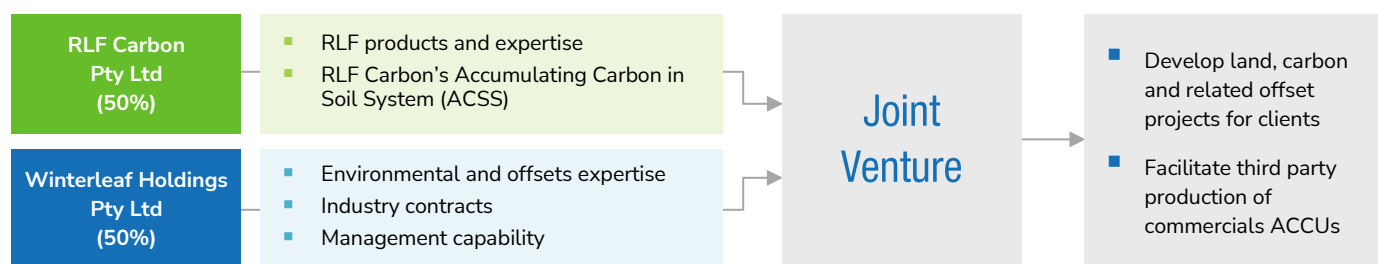 RLF Carbon
Pty Ltd
(50%)
RLF products and expertise
RLF Carbon's Accumulating Carbon in
Soil System (ACSS)
Winterleaf Holdings
Pty Ltd
(50%)
Environmental and offsets expertise
Industry contracts
Management capability
Joint
Venture
Develop land, carbon
and related offset
projects for clients
Facilitate third party
production of
commercials ACCUs